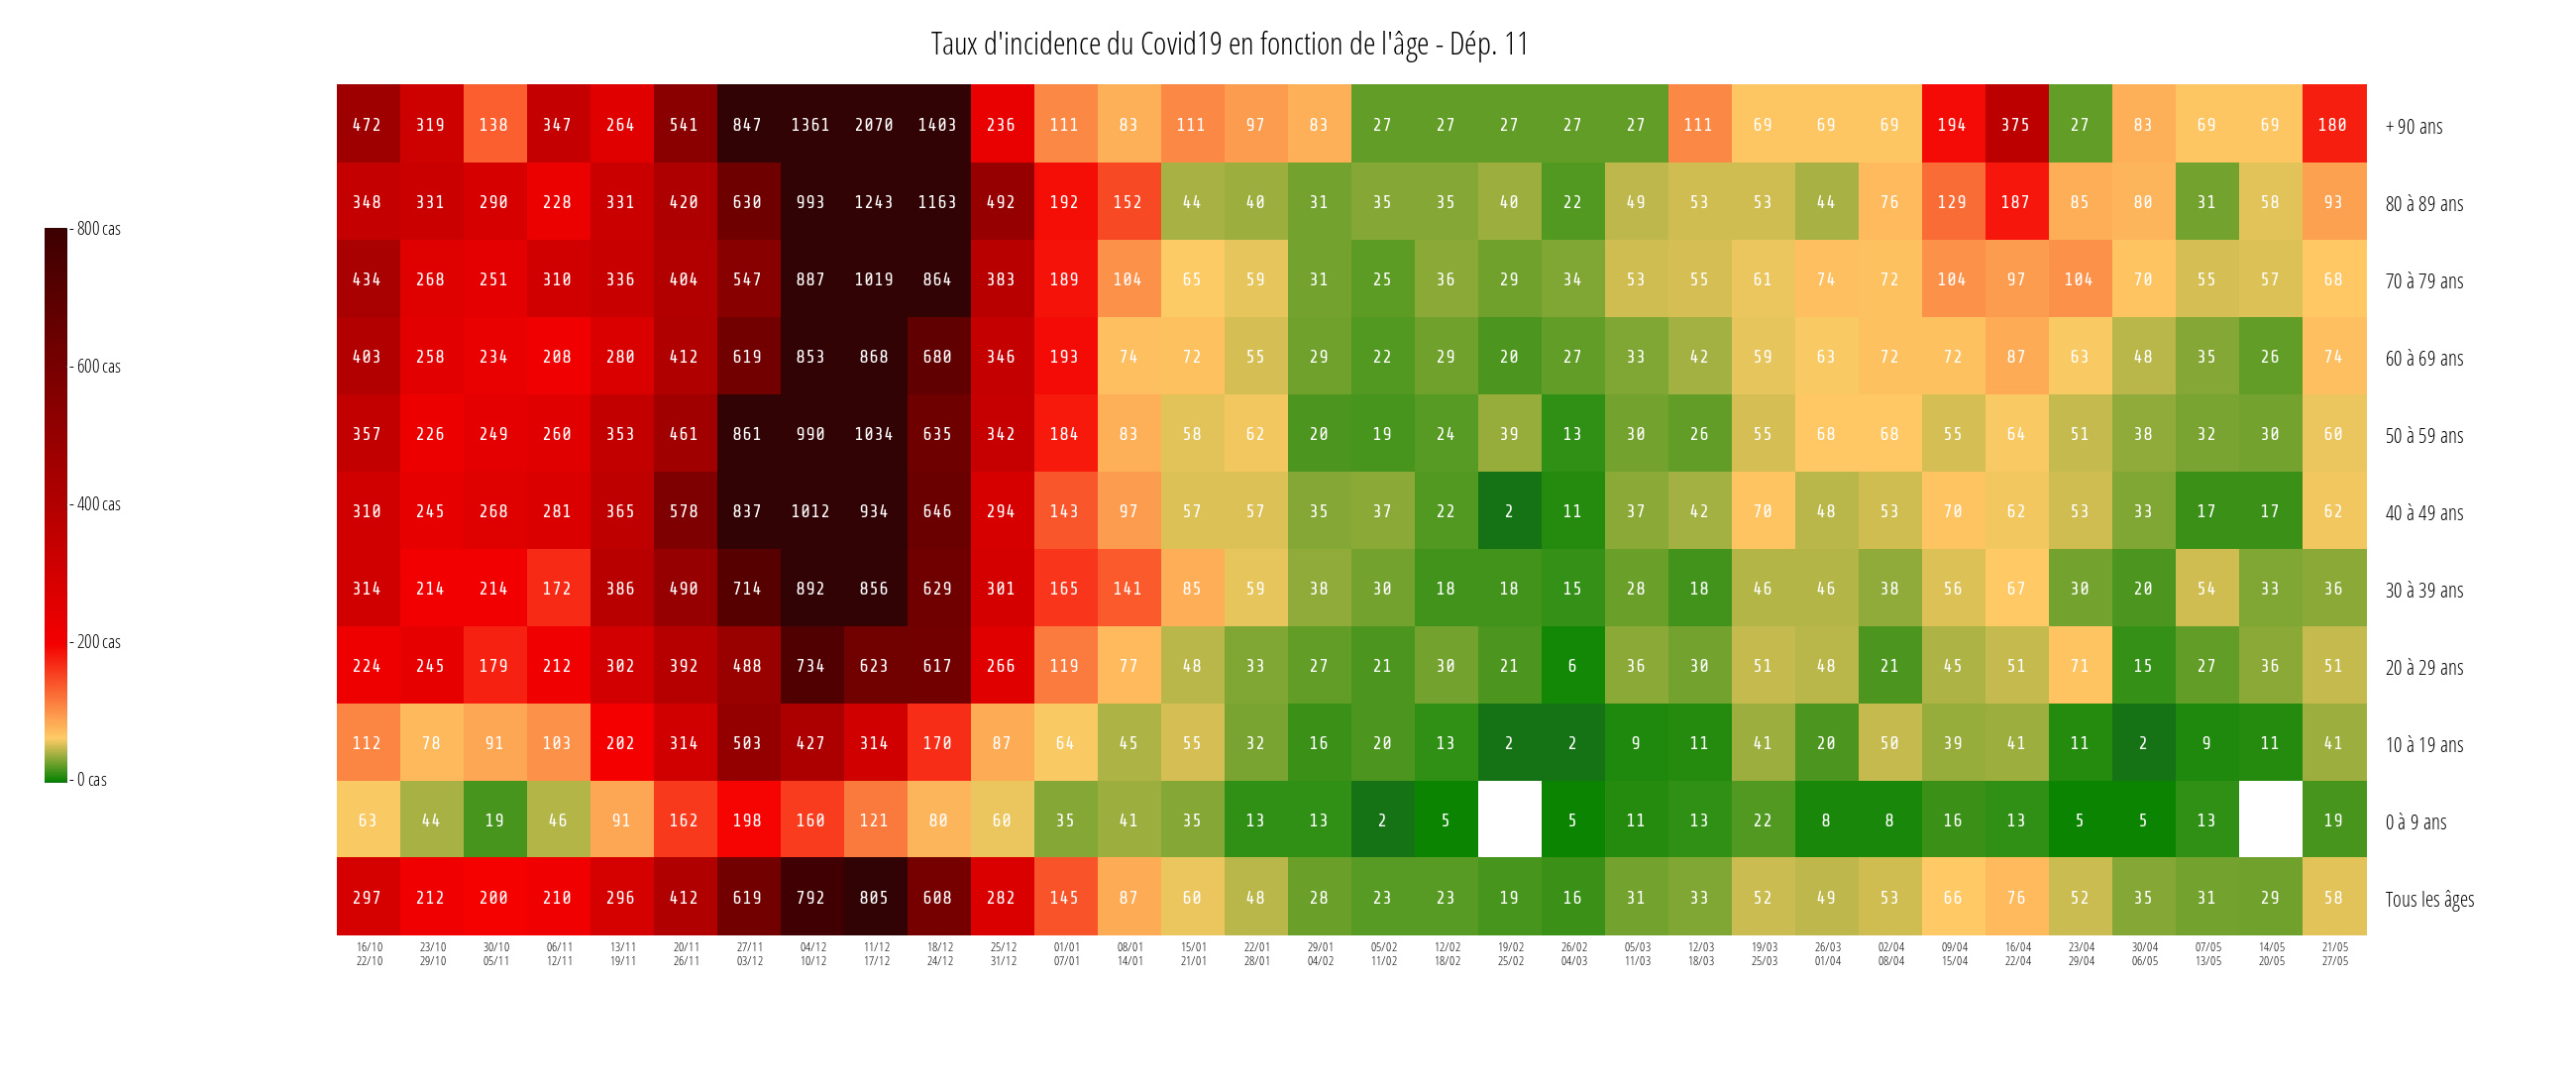 Taux d'incidence du Covid19 en fonction de l'âge - Dép. 11
- 800 cas
- 600 cas
- 400 cas
- 200 cas
- 0 cas
472 319 138 347 264 541 847 1361 2070 1403 236 111 83 111 97 83 27 27 27 27 27 111 69 69 69 194 375 27 83 69 69 180 + 90 ans
348 331 290 228 331 420 630 993 1243 1163 492 192 152 44 40 31 35 35 40 22 49 53 53 44 76 129 187 85 80 31 58 93 80 à 89 ans
434 268 251 310 336 404 547 887 1019 864 383 189 104 65 59 31 25 36 29 34 53 55 61 74 72 104 97 104 70 55 57 68 70 à 79 ans
403 258 234 208 280 412 619 853 868 680 346 193 74 72 55 29 22 29 20 27 33 42 59 63 72 72 87 63 48 35 26 74 60 à 69 ans
357 226 249 260 353 461 861 990 1034 635 342 184 83 58 62 20 19 24 39 13 30 26 55 68 68 55 64 51 38 32 30 60 50 à 59 ans
310 245 268 281 365 578 837 1012 934 646 294 143 97 57 57 35 37 22 2 11 37 42 70 48 53 70 62 53 33 17 17 62 40 à 49 ans
314 214 214 172 386 490 714 892 856 629 301 165 141 85 59 38 30 18 18 15 28 18 46 46 38 56 67 30 20 54 33 36 30 à 39 ans
224 245 179 212 302 392 488 734 623 617 266 119 77 48 33 27 21 30 21 6 36 30 51 48 21 45 51 71 15 27 36 51 20 à 29 ans
112 78 91 103 202 314 503 427 314 170 87 64 45 55 32 16 20 13 2 2 9 11 41 20 50 39 41 11 2 9 11 41 10 à 19 ans
63 44 19 46 91 162 198 160 121 80 60 35 41 35 13 13 2 5 5 11 13 22 8 8 16 13 5 5 13 19 0 à 9 ans
297 212 200 210 296 412 619 792 805 608 282 145 87 60 48 28 23 23 19 16 31 33 52 49 53 66 76 52 35 31 29 58 Tous les âges
16/10 23/10 30/10 06/11 13/11 20/11 27/11 04/12 11/12 18/12 25/12 01/01 08/01 15/01 22/01 29/01 05/02 12/02 19/02 26/02 05/03 12/03 19/03 26/03 02/04 09/04 16/04 23/04 30/04 07/05 14/05 21/05
22/10 29/10 05/11 12/11 19/11 26/11 03/12 10/12 17/12 24/12 31/12 07/01 14/01 21/01 28/01 04/02 11/02 18/02 25/02 04/03 11/03 18/03 25/03 01/04 08/04 15/04 22/04 29/04 06/05 13/05 20/05 27/05